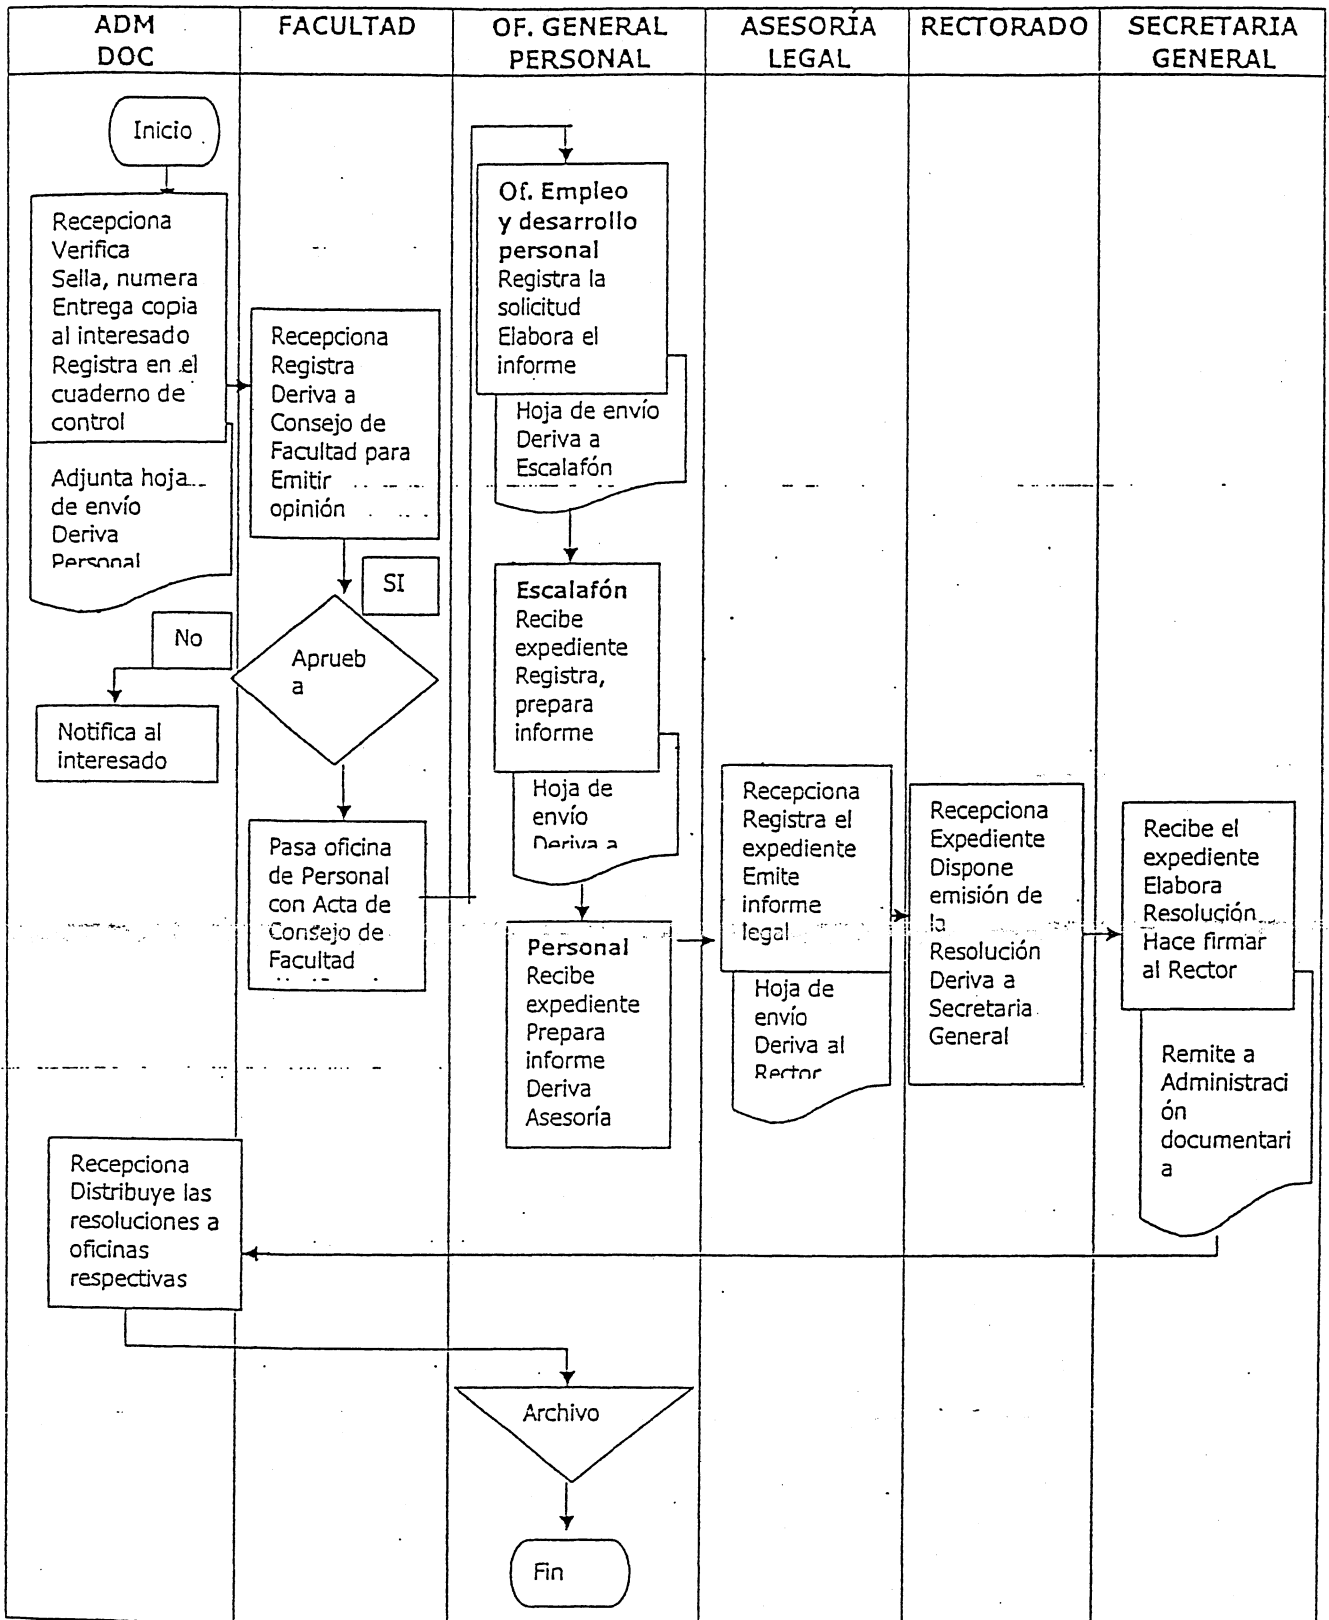 ADM
DOC
FACULTAD
OF. GENERAL
PERSONAL
ASESORÍA
LEGAL
RECTORADO
SECRETARIA
GENERAL
Inicio
Recepciona
Verifica
Sella, numera
Entrega copia
al interesado
Registra en el
cuaderno de
control
Adjunta hoja
de envío
Deriva
Personal
No
Notifica al
interesado
Recepciona
Registra
Deriva a
Consejo de
Facultad para
Emitir
opinión
SI
Aprueb
a
Pasa oficina
de Personal
con Acta de
Consejo de
Facultad
Of. Empleo
y desarrollo
personal
Registra la
solicitud
Elabora el
informe
Hoja de envío
Deriva a
Escalafón
Escalafón
Recibe
expediente
Registra,
prepara
informe
Hoja de
envío
Deriva a
Personal
Recibe
expediente
Prepara
informe
Deriva
Asesoría
Recepciona
Registra el
expediente
Emite
informe
legal
Hoja de
envío
Deriva al
Rector
Recepciona
Expediente
Dispone
emisión de
la
Resolución
Deriva a
Secretaria
General
Recibe el
expediente
Elabora
Resolución
Hace firmar
al Rector
Remite a
Administraci
ón
documentari
a
Recepciona
Distribuye las
resoluciones a
oficinas
respectivas
Archivo
Fin